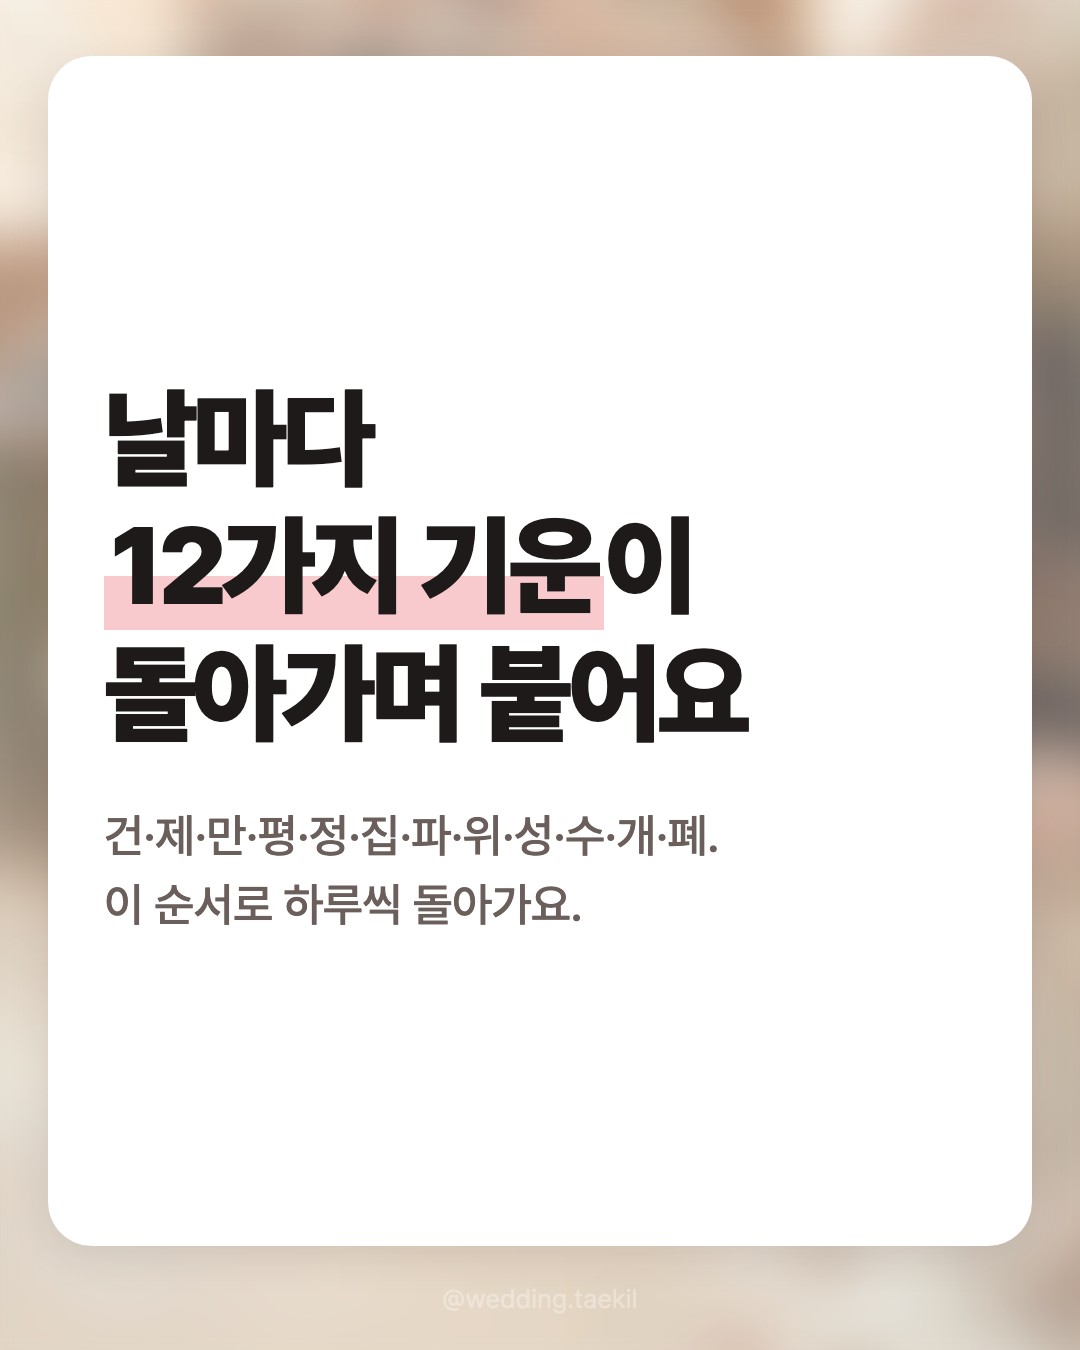 날마다
12가지 기운이
돌아가며 붙어요
건·제·만·평·정·집·파·위·성·수·개·폐.
이 순서로 하루씩 돌아가요.
@wedding.taekil